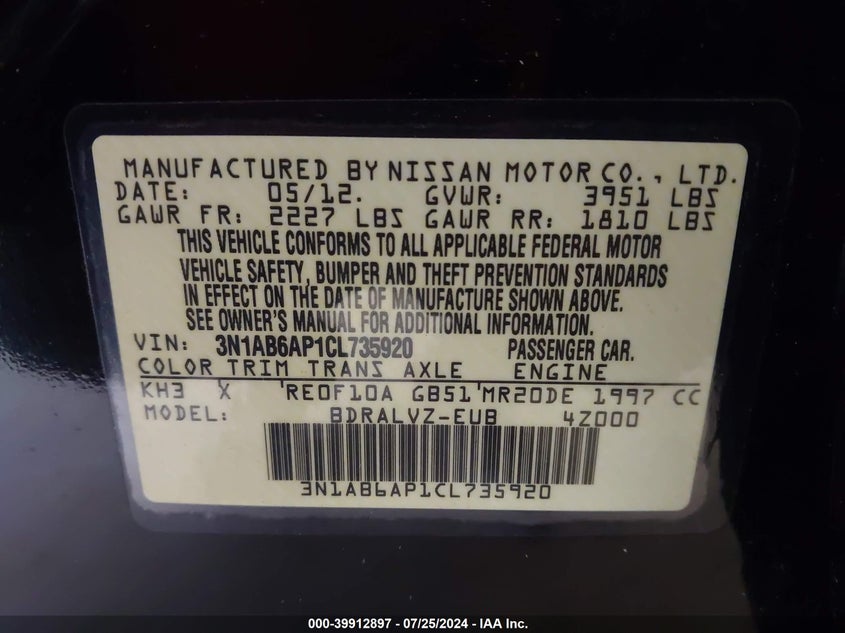 MANUFACTURED BY NISSAN MOTOR CO., LTD.
DATE: 05/12. GVWR: 3951 LBS
GAWR FR: 2227 LBS GAWR RR: 1810 LBS
THIS VEHICLE CONFORMS TO ALL APPLICABLE FEDERAL MOTOR
VEHICLE SAFETY, BUMPER AND THEFT PREVENTION STANDARDS
IN EFFECT ON THE DATE OF MANUFACTURE SHOWN ABOVE.
SEE OWNER'S MANUAL FOR ADDITIONAL INFORMATION.
VIN: 3N1AB6AP1CL735920 PASSENGER CAR.
COLOR TRIM TRANS AXLE ENGINE
KH3 X 'RE0F10A GB51'MR20DE 1997 CC
MODEL: BDRALVZ-EUB 4Z000
3N1AB6AP1CL735920
000-39912897 - 07/25/2024 - IAA Inc.